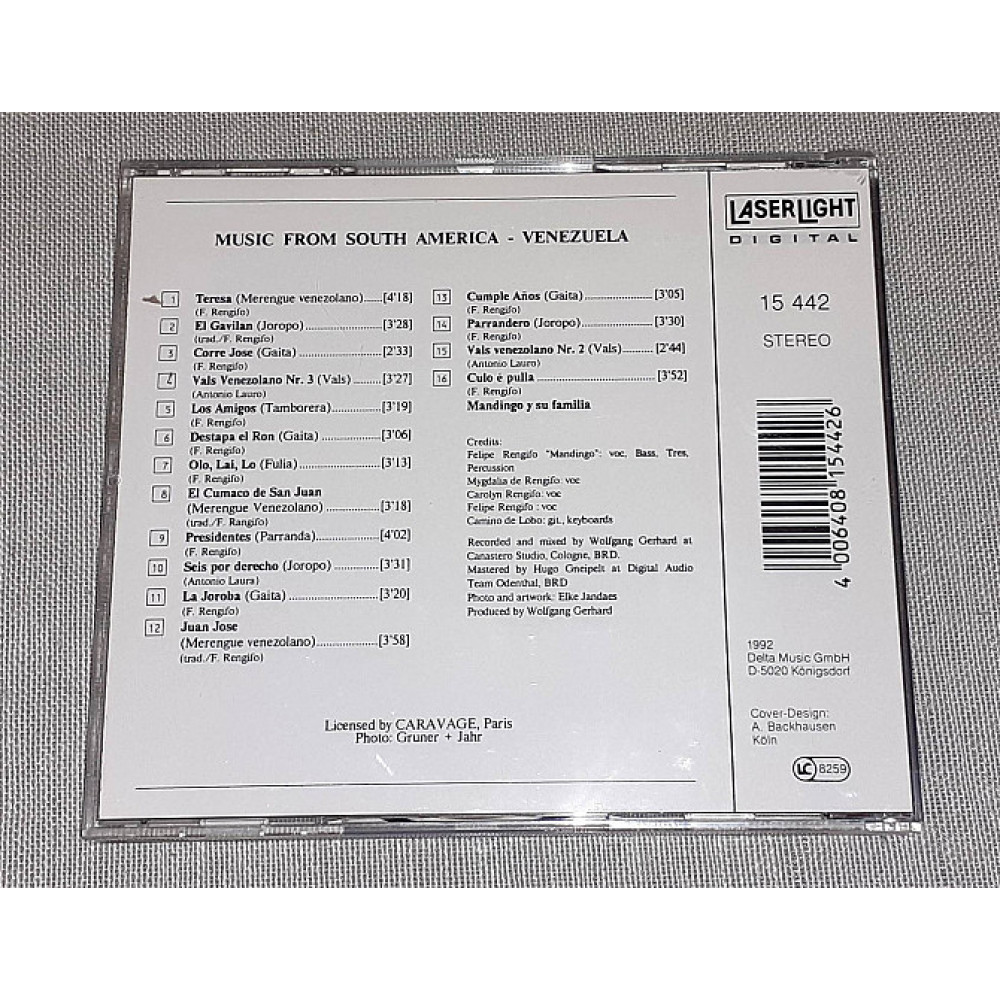 MUSIC FROM SOUTH AMERICA - VENEZUELA
1 Teresa (Merengue venezolano)......[4'18]
(F. Rengifo)
2 El Gavilan (Joropo)......................[3'28]
(trad./F. Rengifo)
3 Corre Jose (Gaita).......................[2'33]
(F. Rengifo)
4 Vals Venezolano Nr. 3 (Vals).........[3'27]
(Antonio Lauro)
5 Los Amigos (Tamborera)................[3'19]
(F. Rengifo)
6 Destapa el Ron (Gaita)................[3'06]
(F. Rengifo)
7 Olo, Lai, Lo (Fulia).....................[3'13]
(F. Rengifo)
8 El Cumaco de San Juan
(Merengue Venezolano)................[3'18]
(trad./F. Rangifo)
9 Presidentes (Parranda).................[4'02]
(F. Rengifo)
10 Seis por derecho (Joropo).............[3'31]
(Antonio Laura)
11 La Joroba (Gaita).......................[3'20]
(F. Rengifo)
12 Juan Jose
(Merengue venezolano)...................[3'58]
(trad./F. Rengifo)
13 Cumple Años (Gaita)....................[3'05]
(F. Rengifo)
14 Parrandero (Joropo).....................[3'30]
(F. Rengifo)
15 Vals venezolano Nr. 2 (Vals).........[2'44]
(Antonio Lauro)
16 Culo é pulla.............................[3'52]
(F. Rengifo)
Mandingo y su familia
Credits:
Felipe Rengifo "Mandingo": voc, Bass, Tres,
Percussion
Mygdalia de Rengifo: voc
Carolyn Rengifo: voc
Felipe Rengifo : voc
Camino de Lobo: git., keyboards
Recorded and mixed by Wolfgang Gerhard at
Canastero Studio, Cologne, BRD.
Mastered by Hugo Gneipelt at Digital Audio
Team Odenthal, BRD
Photo and artwork: Elke Jandaes
Produced by Wolfgang Gerhard
Licensed by CARAVAGE, Paris
Photo: Gruner + Jahr
LASERLIGHT
DIGITAL
15 442
STEREO
4 006408 154426
1992
Delta Music GmbH
D-5020 Königsdorf
Cover-Design:
A. Backhausen
Köln
LC 8259